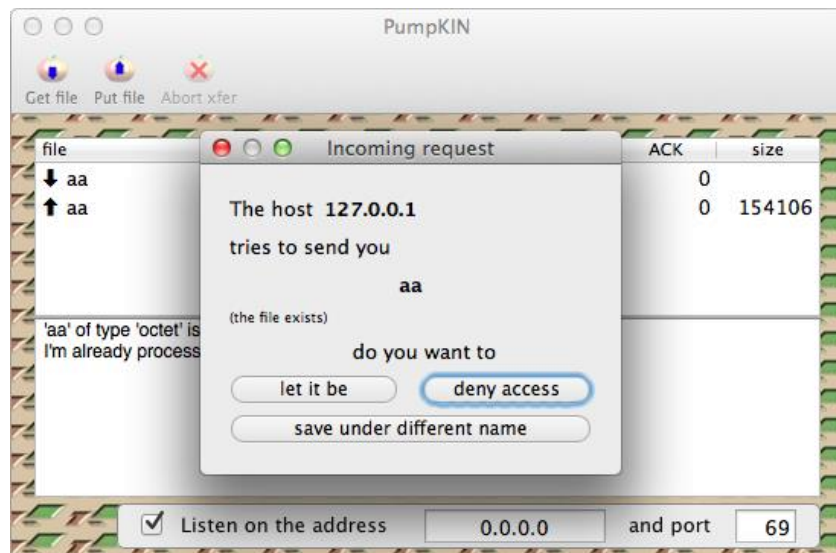 PumpKIN
Get file Put file Abort xfer
file ACK size
aa 0
aa 0 154106
'aa' of type 'octet' is
I'm already process
Incoming request
The host 127.0.0.1
tries to send you
aa
(the file exists)
do you want to
let it be deny access
save under different name
Listen on the address 0.0.0.0 and port 69